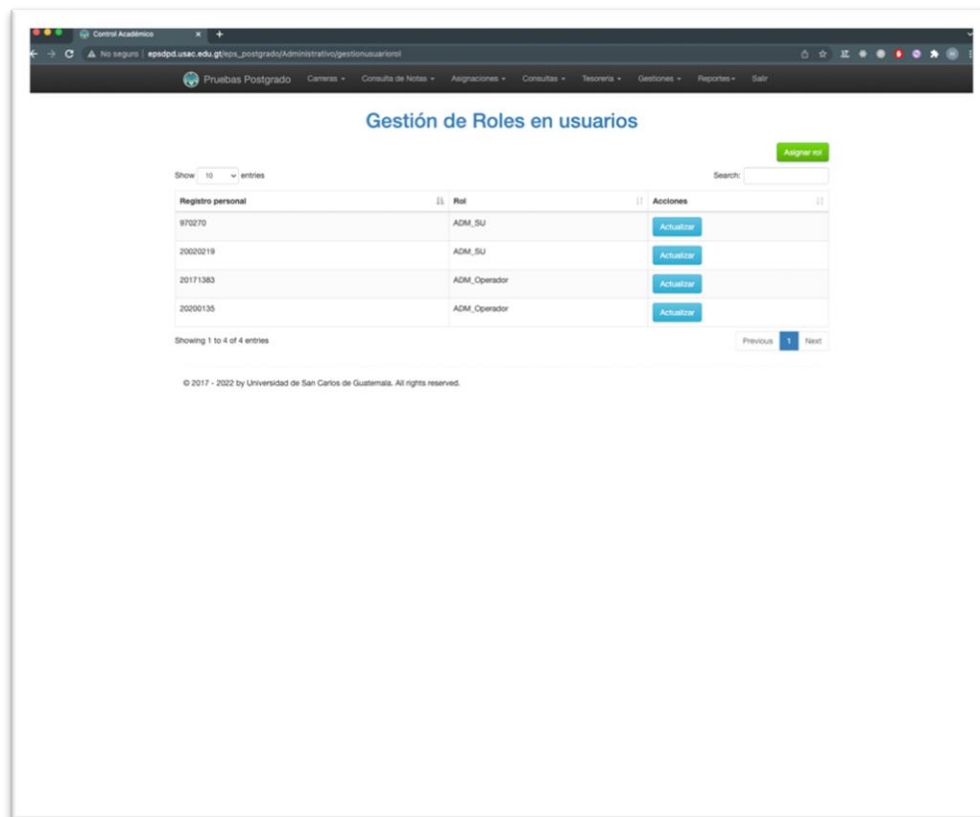 Control Académico
No seguro | epsdpd.usac.edu.gt/eps_postgrado/Administrativo/gestionusuariorol
Pruebas Postgrado Carreras Consulta de Notas Asignaciones Consultas Tesorería Gestiones Reportes Salir
Gestión de Roles en usuarios
Asignar rol
Show 10 entries Search:
Registro personal Rol Acciones
970270 ADM_SU Actualizar
20020219 ADM_SU Actualizar
20171383 ADM_Operador Actualizar
20200135 ADM_Operador Actualizar
Showing 1 to 4 of 4 entries Previous 1 Next
© 2017 - 2022 by Universidad de San Carlos de Guatemala. All rights reserved.